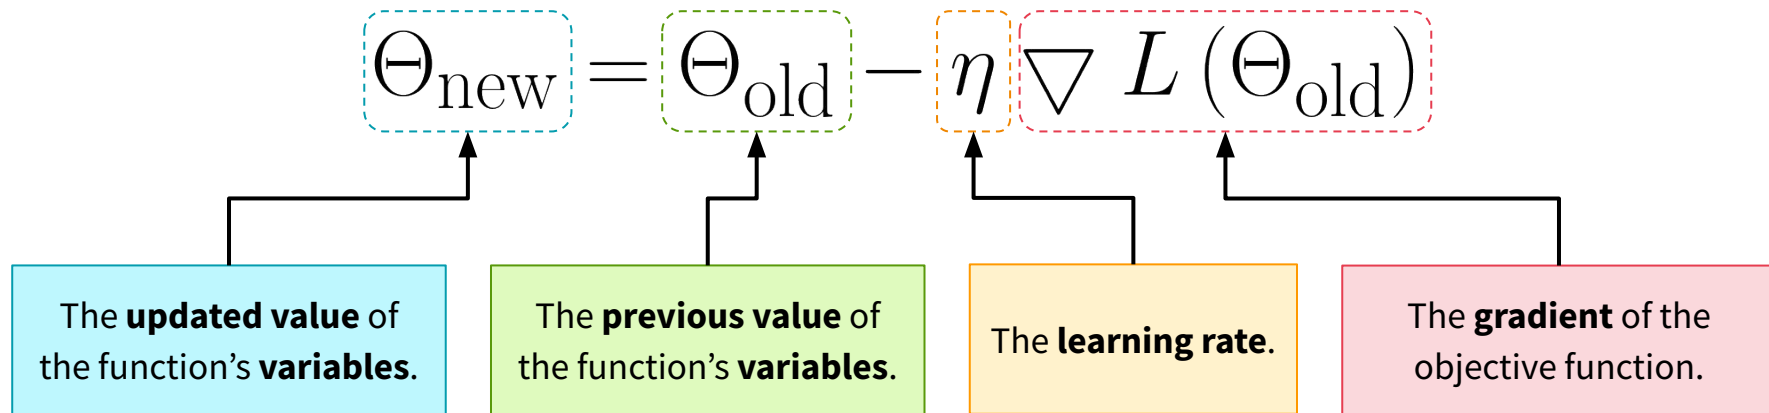 Θnew = Θold − η ▽ L (Θold)
The updated value of
the function's variables.
The previous value of
the function's variables.
The learning rate.
The gradient of the
objective function.